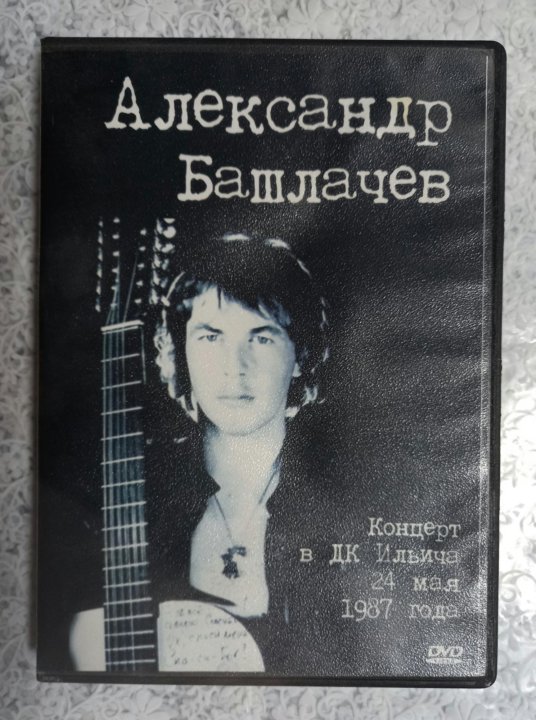 Александр
Башлачев
Концерт
в ДК Ильича
24 мая
1987 года
DVD